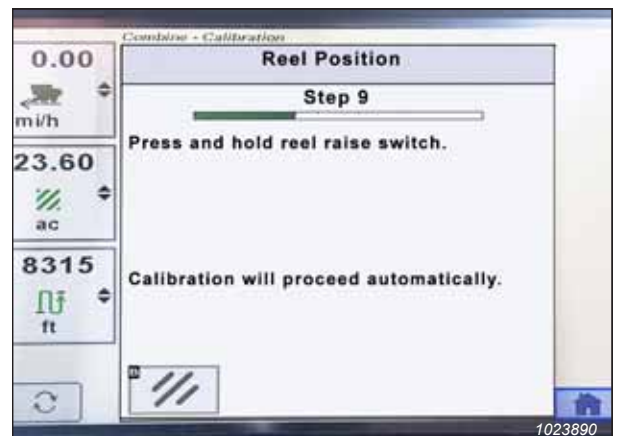 Combine - Calibration
0.00
mi/h
23.60
ac
8315
ft
Reel Position
Step 9
Press and hold reel raise switch.
Calibration will proceed automatically.
1023890